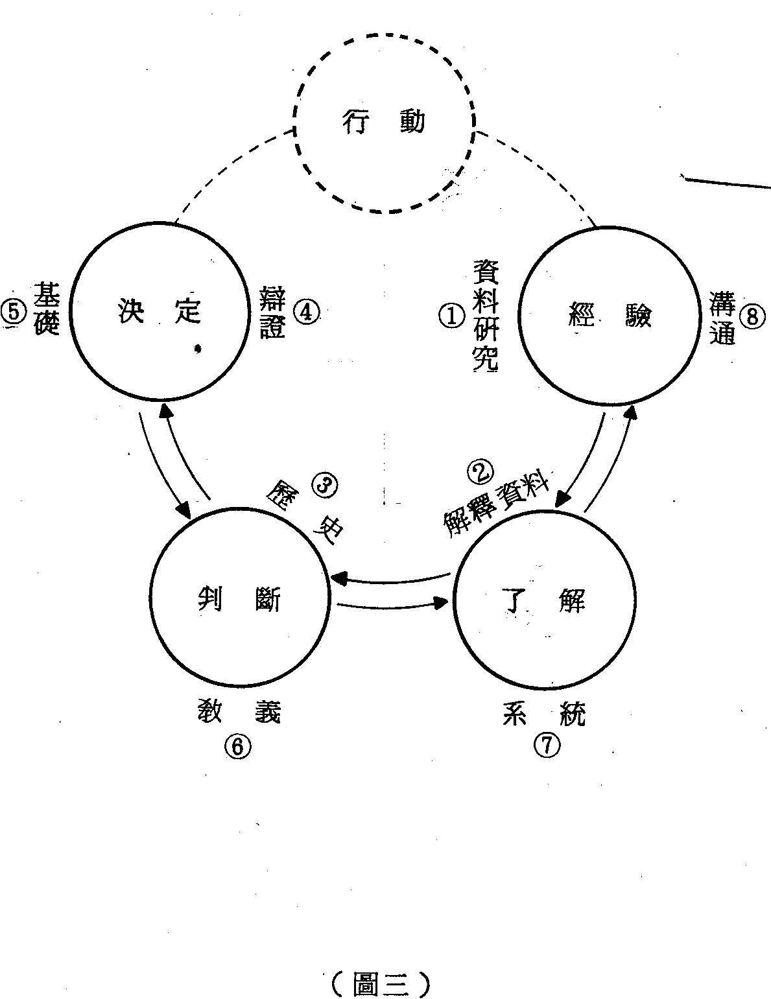 行 動
⑤ 基礎
決 定
辯證 ④
① 資料研究
經 驗
溝通 ⑧
歷 史 ③
② 解釋資料
判 斷
了 解
教 義
⑥
系 統
⑦
(圖三)